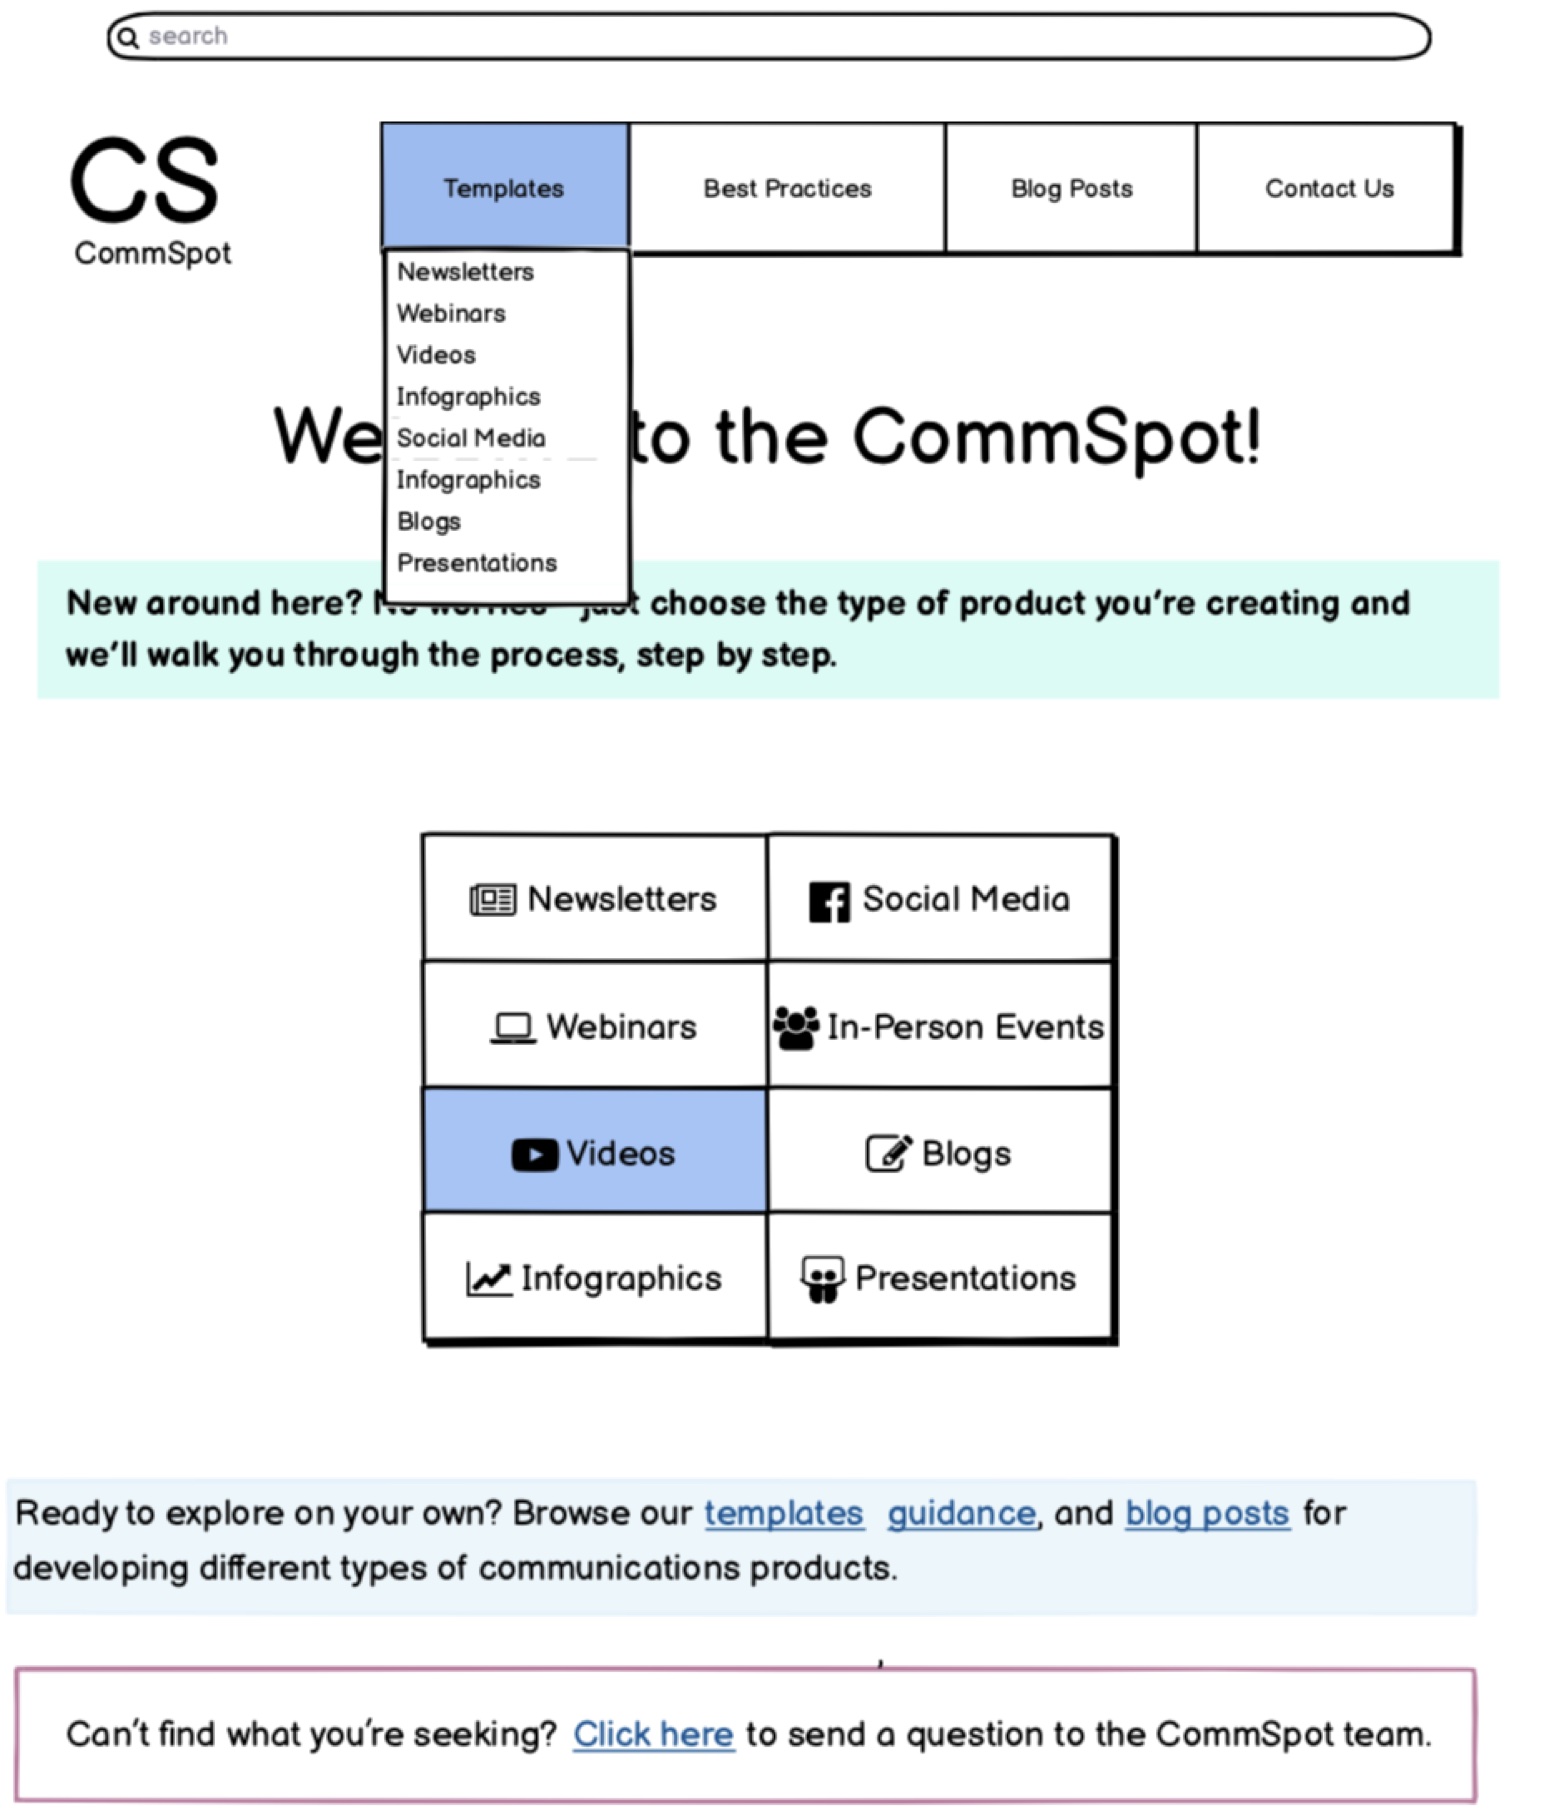 search
CS
CommSpot
Templates
Best Practices
Blog Posts
Contact Us
Newsletters
Webinars
Videos
Infographics
Social Media
Infographics
Blogs
Presentations
We to the CommSpot!
New around here? just choose the type of product you're creating and
we'll walk you through the process, step by step.
Newsletters
Social Media
Webinars
In-Person Events
Videos
Blogs
Infographics
Presentations
Ready to explore on your own? Browse our templates guidance, and blog posts for
developing different types of communications products.
,
Can't find what you're seeking? Click here to send a question to the CommSpot team.